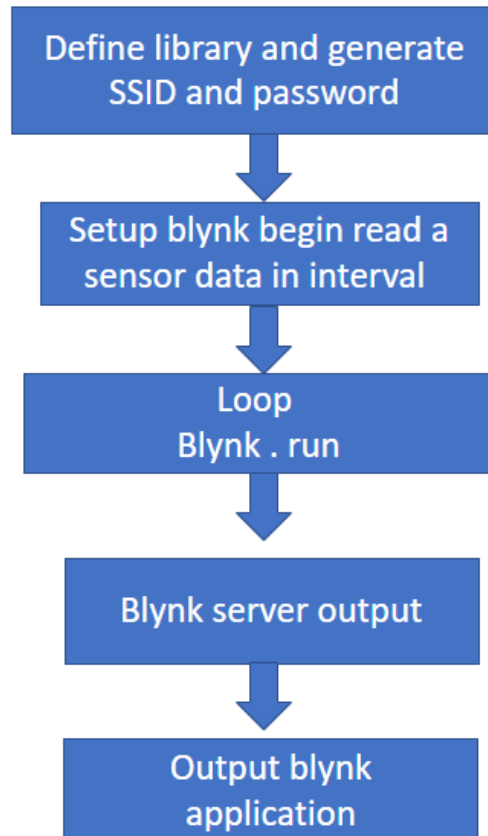 Define library and generate
SSID and password
Setup blynk begin read a
sensor data in interval
Loop
Blynk . run
Blynk server output
Output blynk
application